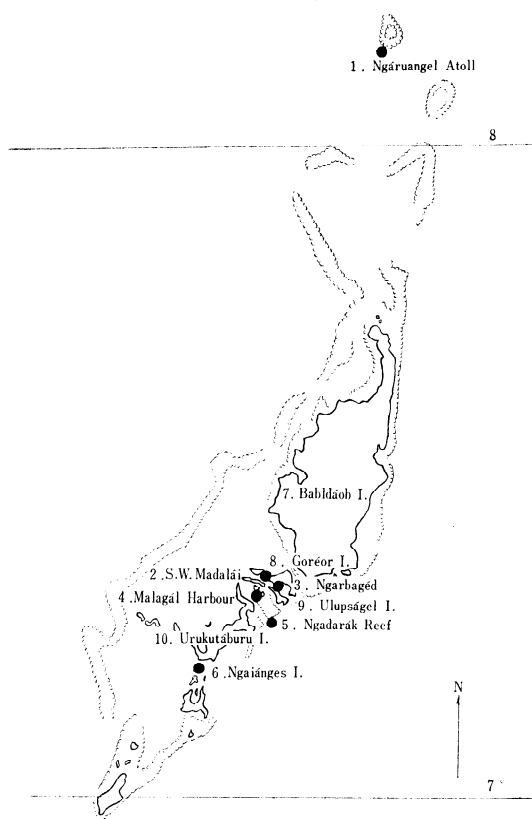 1. Ngáruangel Atoll
8
7. Babldáob I.
8. Goréor I.
2.S.W. Madalái
3. Ngarbagéd
4.Malagál Harbour
9. Ulupságel I.
5. Ngadarák Reef
10. Urukutáburu I.
6.Ngaiánges I.
N
7